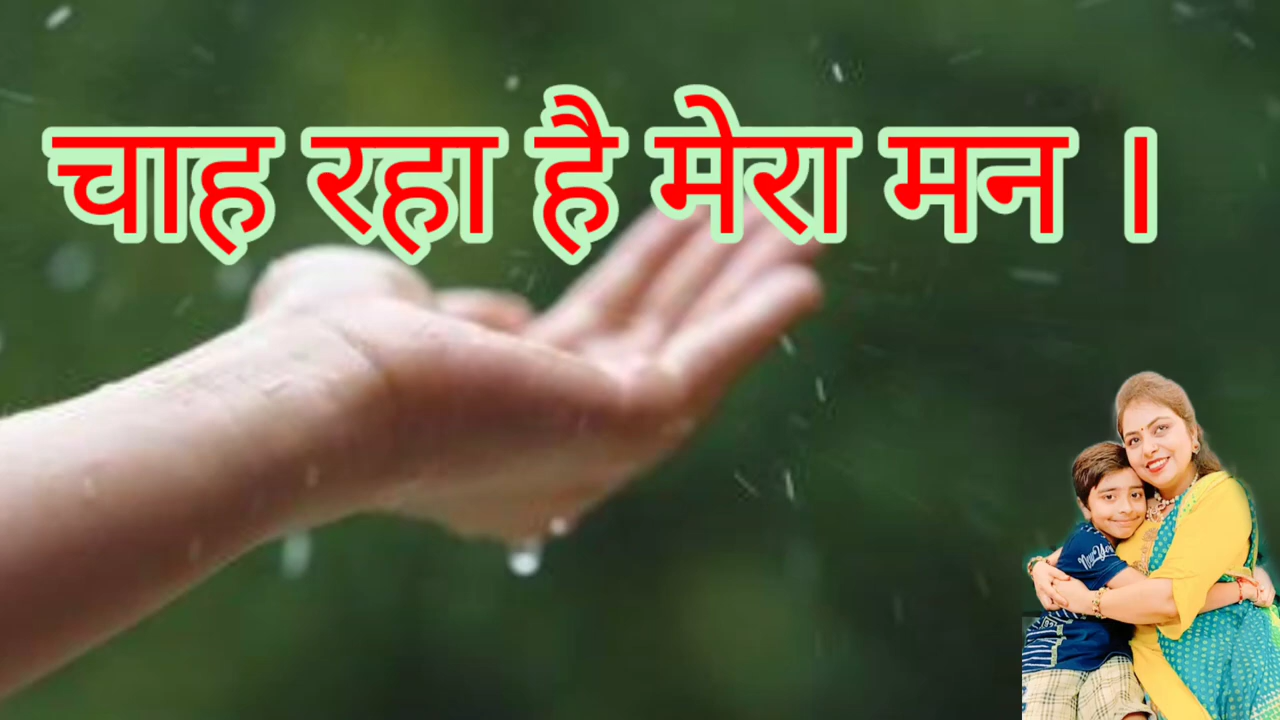 चाह रहा है मेरा मन ।